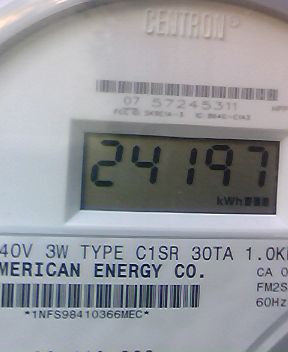 CENTRON®
07 57245311
24197
kWh
40V 3W TYPE C1SR 30TA 1.0K
MERICAN ENERGY CO.
CA 0
FM2S
60Hz
*1NFS98410366MEC*